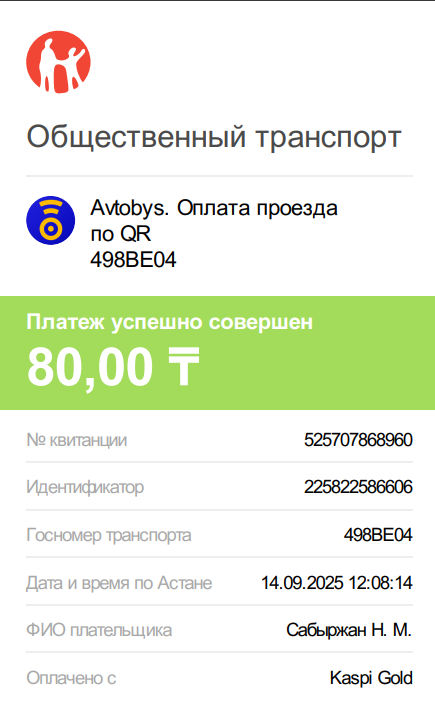 Общественный транспорт
Avtobys. Оплата проезда
по QR
498BE04
Платеж успешно совершен
80,00 ₸
№ квитанции 525707868960
Идентификатор 225822586606
Госномер транспорта 498BE04
Дата и время по Астане 14.09.2025 12:08:14
ФИО плательщика Сабыржан Н. М.
Оплачено с Kaspi Gold